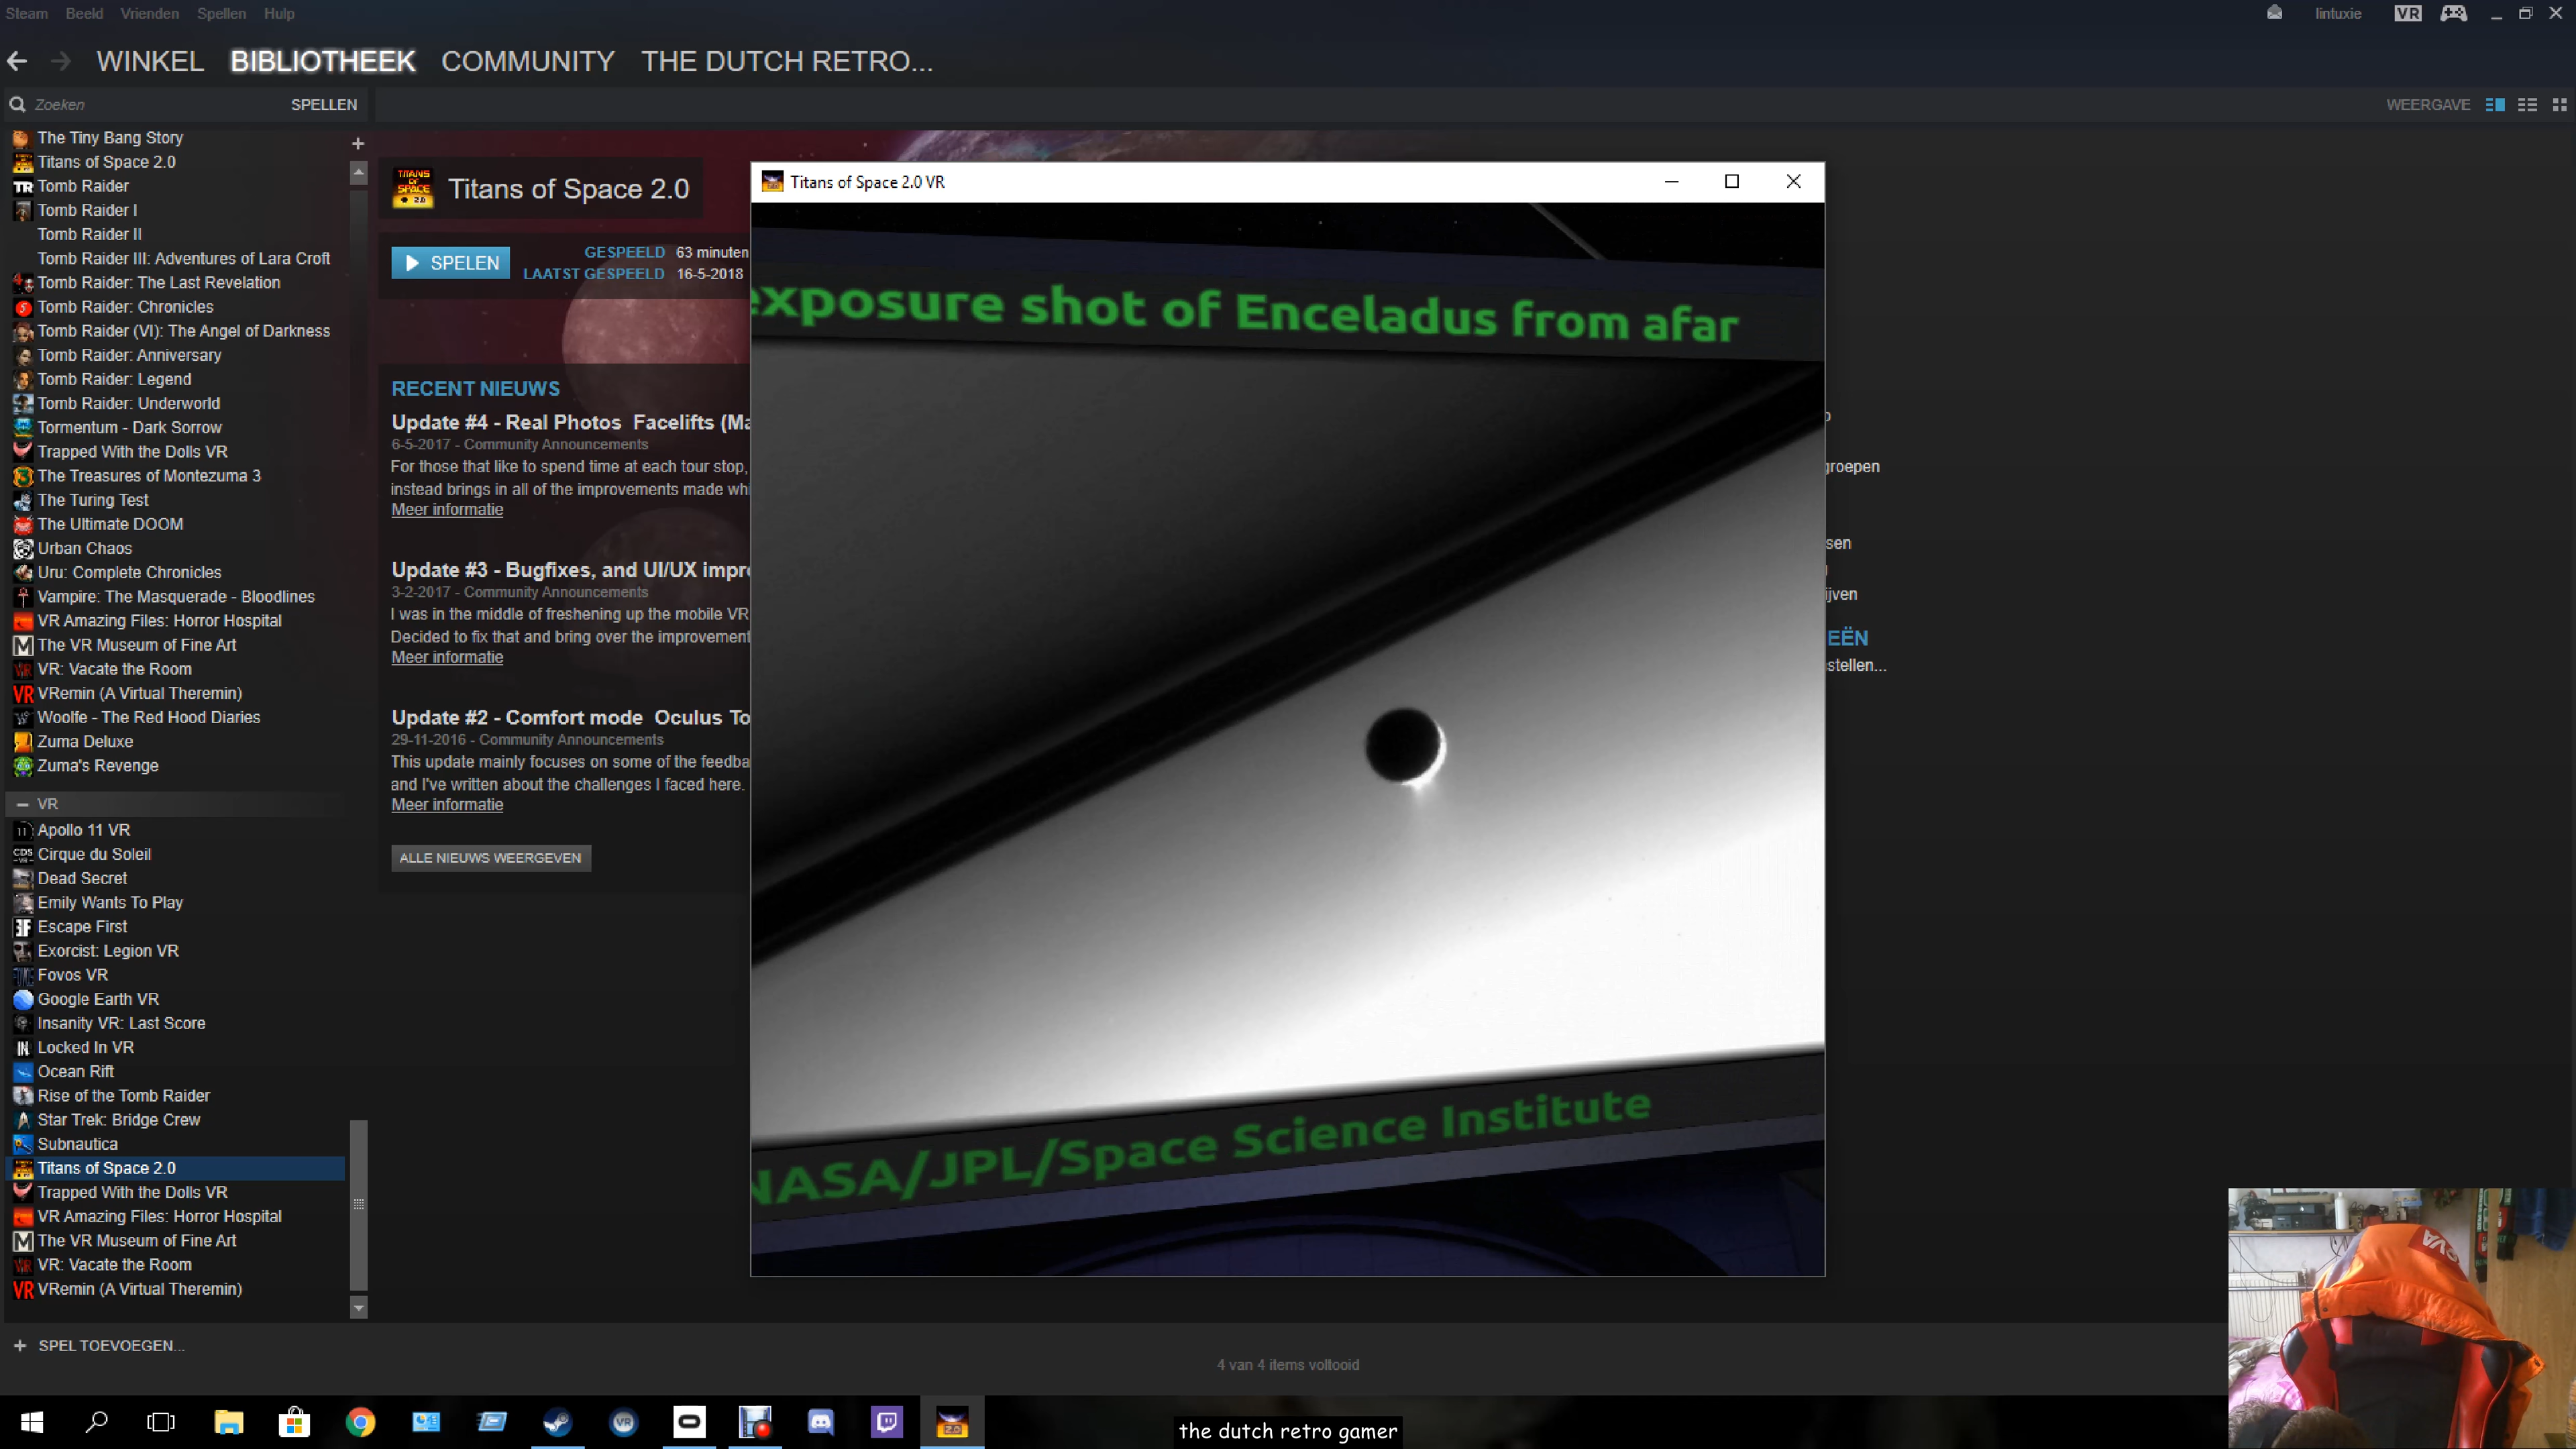 Steam Beeld Vrienden Spellen Hulp
lintuxie VR
WINKEL BIBLIOTHEEK COMMUNITY THE DUTCH RETRO...
Zoeken SPELLEN
WEERGAVE
The Tiny Bang Story
Titans of Space 2.0
Tomb Raider
Tomb Raider I
Tomb Raider II
Tomb Raider III: Adventures of Lara Croft
Tomb Raider: The Last Revelation
Tomb Raider: Chronicles
Tomb Raider (VI): The Angel of Darkness
Tomb Raider: Anniversary
Tomb Raider: Legend
Tomb Raider: Underworld
Tormentum - Dark Sorrow
Trapped With the Dolls VR
The Treasures of Montezuma 3
The Turing Test
The Ultimate DOOM
Urban Chaos
Uru: Complete Chronicles
Vampire: The Masquerade - Bloodlines
VR Amazing Files: Horror Hospital
The VR Museum of Fine Art
VR: Vacate the Room
VRemin (A Virtual Theremin)
Woolfe - The Red Hood Diaries
Zuma Deluxe
Zuma's Revenge
VR
Apollo 11 VR
Cirque du Soleil
Dead Secret
Emily Wants To Play
Escape First
Exorcist: Legion VR
Fovos VR
Google Earth VR
Insanity VR: Last Score
Locked In VR
Ocean Rift
Rise of the Tomb Raider
Star Trek: Bridge Crew
Subnautica
Titans of Space 2.0
Trapped With the Dolls VR
VR Amazing Files: Horror Hospital
The VR Museum of Fine Art
VR: Vacate the Room
VRemin (A Virtual Theremin)
SPEL TOEVOEGEN...
TITANS OF SPACE 2.0
Titans of Space 2.0
SPELEN
GESPEELD 63 minuten
LAATST GESPEELD 16-5-2018
RECENT NIEUWS
Update #4 - Real Photos Facelifts (Ma
6-5-2017 - Community Announcements
For those that like to spend time at each tour stop,
instead brings in all of the improvements made whi
Meer informatie
Update #3 - Bugfixes, and UI/UX impr
3-2-2017 - Community Announcements
I was in the middle of freshening up the mobile VR
Decided to fix that and bring over the improvement
Meer informatie
Update #2 - Comfort mode Oculus To
29-11-2016 - Community Announcements
This update mainly focuses on some of the feedba
and I've written about the challenges I faced here.
Meer informatie
ALLE NIEUWS WEERGEVEN
Titans of Space 2.0 VR
exposure shot of Enceladus from afar
NASA/JPL/Space Science Institute
groepen
sen
ijven
EËN
stellen...
4 van 4 items voltooid
the dutch retro gamer